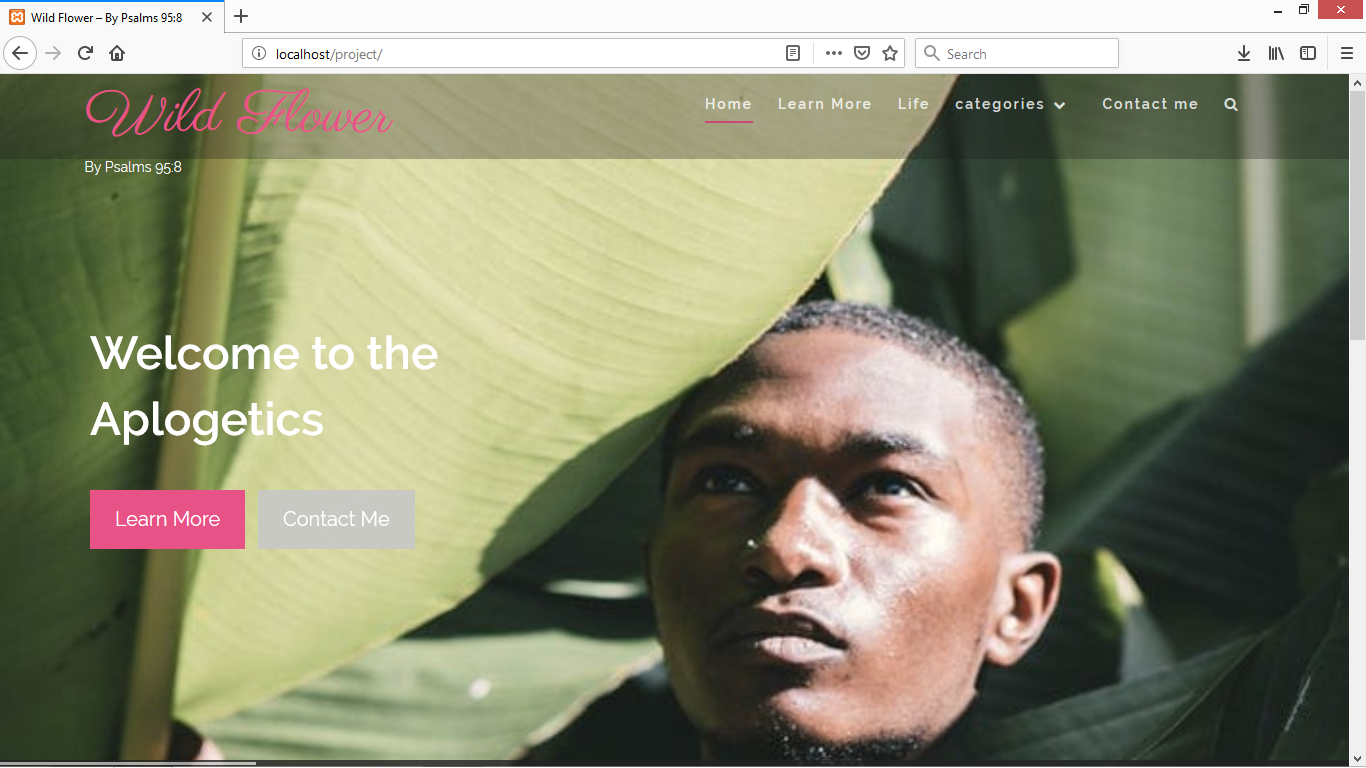 Wild Flower – By Psalms 95:8
localhost/project/
Search
Wild Flower
Home Learn More Life categories Contact me
By Psalms 95:8
Welcome to the
Aplogetics
Learn More Contact Me